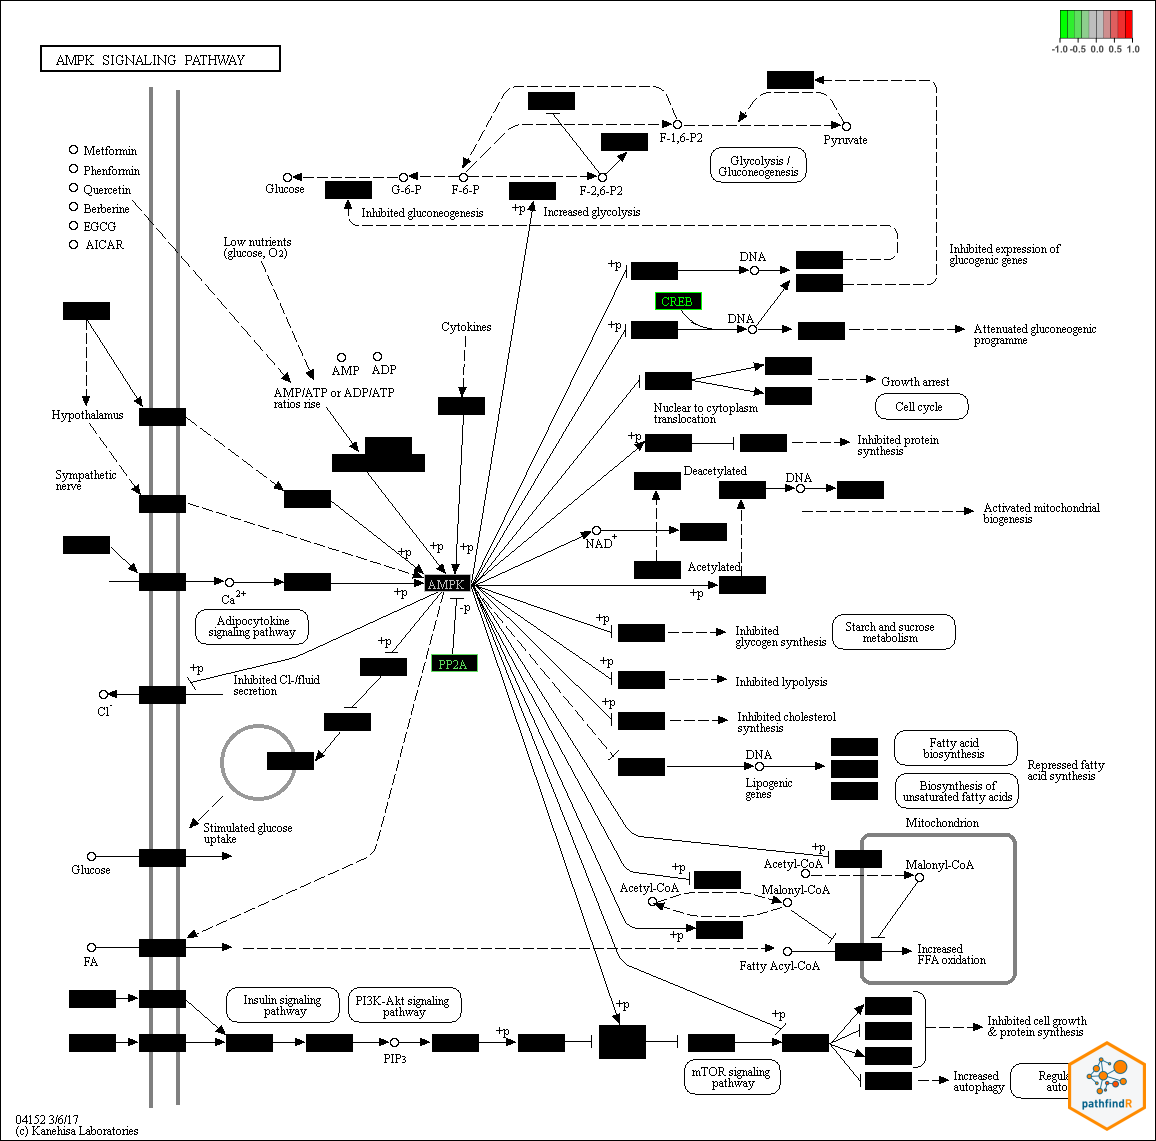 -1.0 -0.5 0.0 0.5 1.0
AMPK SIGNALING PATHWAY
Metformin
Phenformin
Quercetin
Berberine
EGCG
AICAR
F-1,6-P2
Pyruvate
Glycolysis /
Gluconeogenesis
Glucose
G-6-P
F-6-P
F-2,6-P2
+p
Inhibited gluconeogenesis
Increased glycolysis
Low nutrients
(glucose, O2)
Inhibited expression of
glucogenic genes
+p
DNA
CREB
+p
DNA
Attenuated gluconeogenic
programme
Cytokines
AMP
ADP
AMP/ATP or ADP/ATP
ratios rise
Growth arrest
Cell cycle
Nuclear to cytoplasm
translocation
Hypothalamus
+p
Inhibited protein
synthesis
Sympathetic
nerve
Deacetylated
DNA
Activated mitochondrial
biogenesis
NAD+
+p
+p
+p
Acetylated
AMPK
+p
+p
Ca2+
-p
Adipocytokine
signaling pathway
+p
Inhibited
glycogen synthesis
Starch and sucrose
metabolism
+p
PP2A
+p
+p
Inhibited lypolysis
Inhibited Cl-/fluid
secretion
Cl-
+p
Inhibited cholesterol
synthesis
DNA
Lipogenic
genes
Fatty acid
biosynthesis
Repressed fatty
acid synthesis
Biosynthesis of
unsaturated fatty acids
Stimulated glucose
uptake
Mitochondrion
Glucose
+p
Acetyl-CoA
Malonyl-CoA
+p
Acetyl-CoA
Malonyl-CoA
+p
FA
Fatty Acyl-CoA
Increased
FFA oxidation
Insulin signaling
pathway
PI3K-Akt signaling
pathway
+p
+p
+p
PIP3
Inhibited cell growth
& protein synthesis
mTOR signaling
pathway
Increased
autophagy
Regula
auto
pathfindR
04152 3/6/17
(c) Kanehisa Laboratories